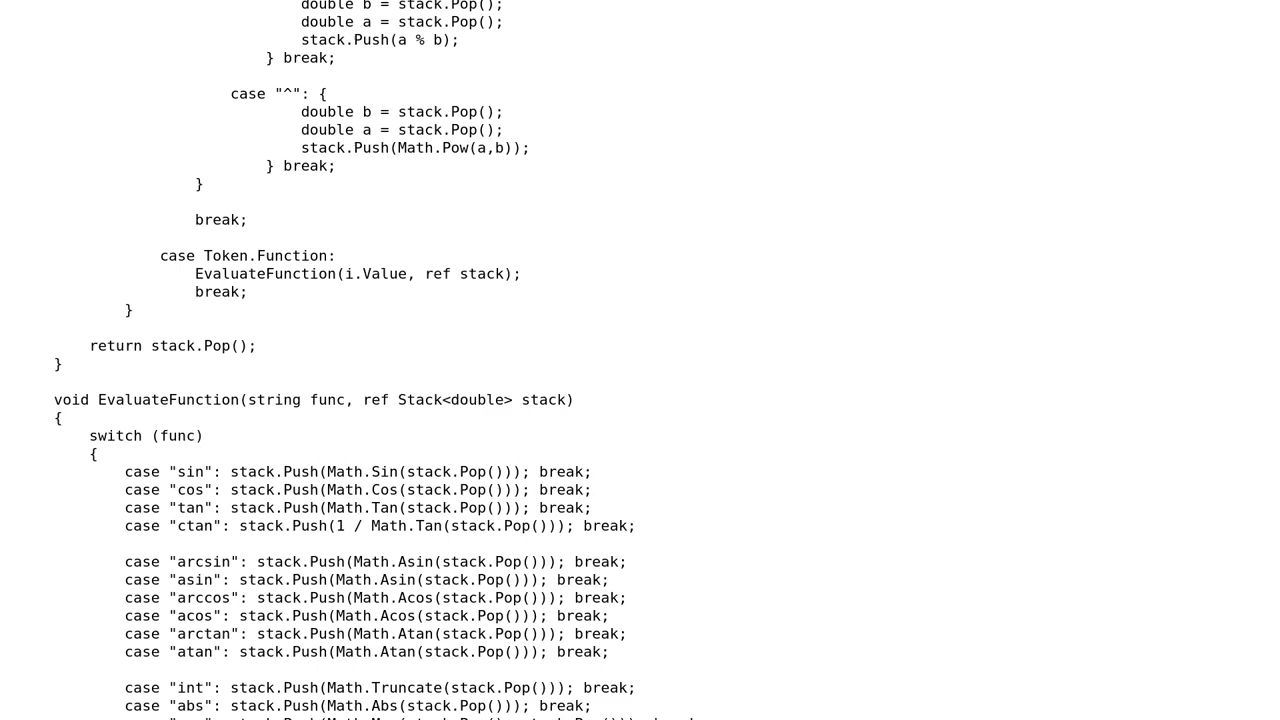 double b = stack.Pop();
double a = stack.Pop();
stack.Push(a % b);
} break;
case "^": {
double b = stack.Pop();
double a = stack.Pop();
stack.Push(Math.Pow(a,b));
} break;
}
break;
case Token.Function:
EvaluateFunction(i.Value, ref stack);
break;
}
return stack.Pop();
}
void EvaluateFunction(string func, ref Stack<double> stack)
{
switch (func)
{
case "sin": stack.Push(Math.Sin(stack.Pop())); break;
case "cos": stack.Push(Math.Cos(stack.Pop())); break;
case "tan": stack.Push(Math.Tan(stack.Pop())); break;
case "ctan": stack.Push(1 / Math.Tan(stack.Pop())); break;
case "arcsin": stack.Push(Math.Asin(stack.Pop())); break;
case "asin": stack.Push(Math.Asin(stack.Pop())); break;
case "arccos": stack.Push(Math.Acos(stack.Pop())); break;
case "acos": stack.Push(Math.Acos(stack.Pop())); break;
case "arctan": stack.Push(Math.Atan(stack.Pop())); break;
case "atan": stack.Push(Math.Atan(stack.Pop())); break;
case "int": stack.Push(Math.Truncate(stack.Pop())); break;
case "abs": stack.Push(Math.Abs(stack.Pop())); break;